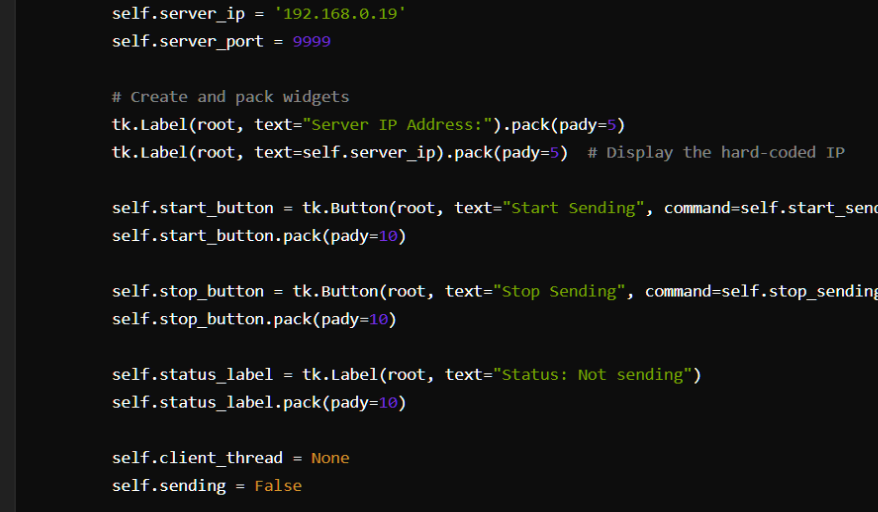 self.server_ip = '192.168.0.19'
self.server_port = 9999
# Create and pack widgets
tk.Label(root, text="Server IP Address:").pack(pady=5)
tk.Label(root, text=self.server_ip).pack(pady=5)  # Display the hard-coded IP
self.start_button = tk.Button(root, text="Start Sending", command=self.start_send
self.start_button.pack(pady=10)
self.stop_button = tk.Button(root, text="Stop Sending", command=self.stop_sending
self.stop_button.pack(pady=10)
self.status_label = tk.Label(root, text="Status: Not sending")
self.status_label.pack(pady=10)
self.client_thread = None
self.sending = False